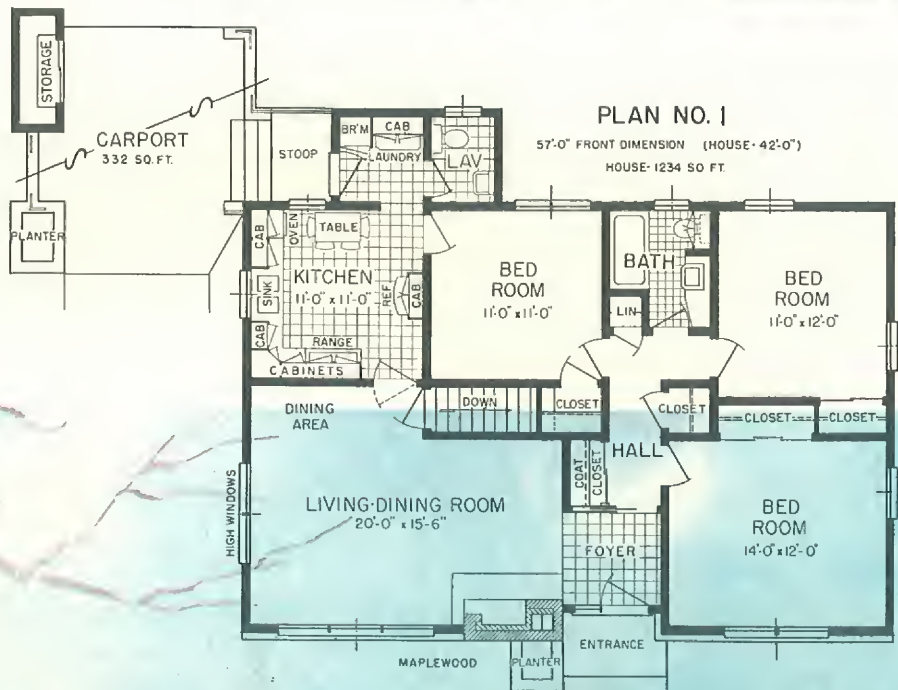 PLAN NO. 1
57'-0" FRONT DIMENSION (HOUSE - 42'-0")
HOUSE - 1234 SQ FT.
STORAGE
CARPORT
332 SQ. FT.
PLANTER
STOOP
BR'M
CAB
LAUNDRY
LAV
CAB
OVEN
TABLE
KITCHEN
11'-0" x 11'-0"
SINK
REF
CAB
CAB
RANGE
CABINETS
BED
ROOM
11'-0" x 11'-0"
BATH
LIN
BED
ROOM
11'-0" x 12'-0"
DINING
AREA
DOWN
CLOSET
CLOSET
CLOSET
CLOSET
HALL
COAT
CLOSET
HIGH WINDOWS
LIVING-DINING ROOM
20'-0" x 15'-6"
FOYER
BED
ROOM
14'-0" x 12'-0"
MAPLEWOOD
PLANTER
ENTRANCE